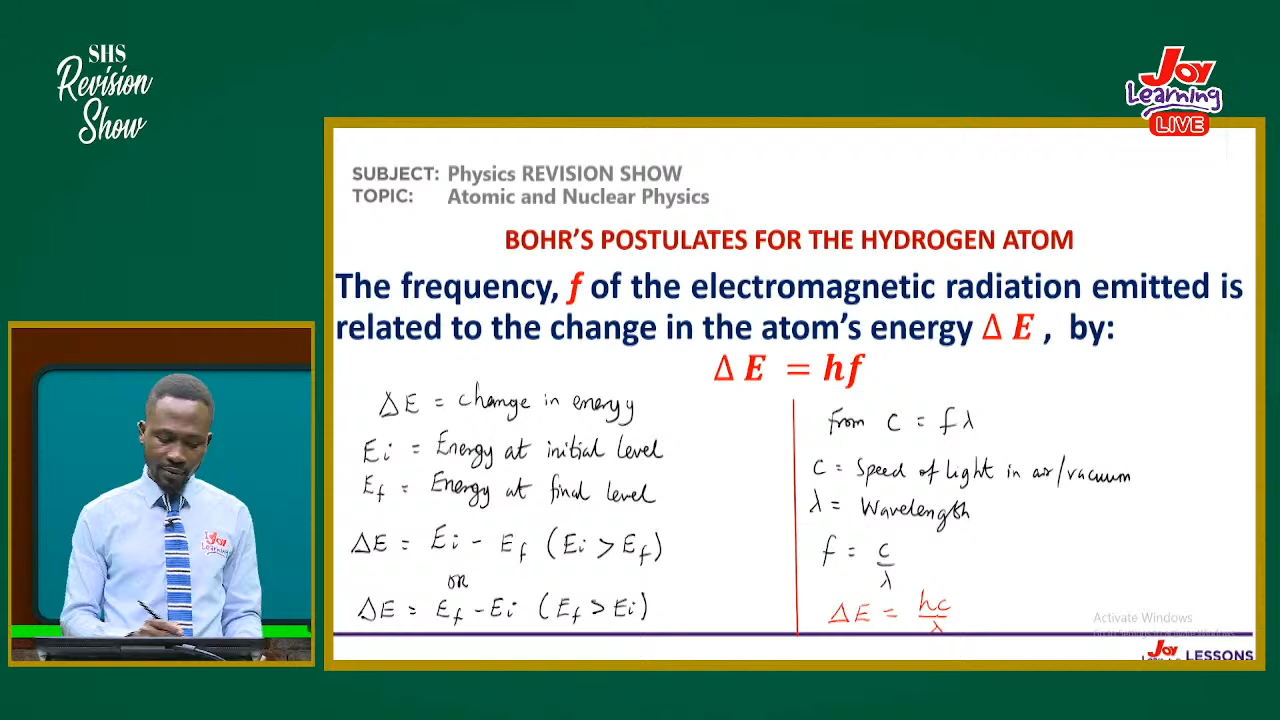 SHS
Revision
Show
Joy
Learning
LIVE
SUBJECT: Physics REVISION SHOW
TOPIC: Atomic and Nuclear Physics
BOHR'S POSTULATES FOR THE HYDROGEN ATOM
The frequency, f of the electromagnetic radiation emitted is
related to the change in the atom's energy Δ E , by:
Δ E = hf
ΔE = change in energy
Ei = Energy at initial level
Ef = Energy at final level
ΔE = Ei - Ef (Ei > Ef)
or
ΔE = Ef - Ei (Ef > Ei)
from c = fλ
c = Speed of light in air/vacuum
λ = Wavelength
f = c/λ
ΔE = hc/λ
Joy
Learning
Activate Windows
Joy
LESSONS